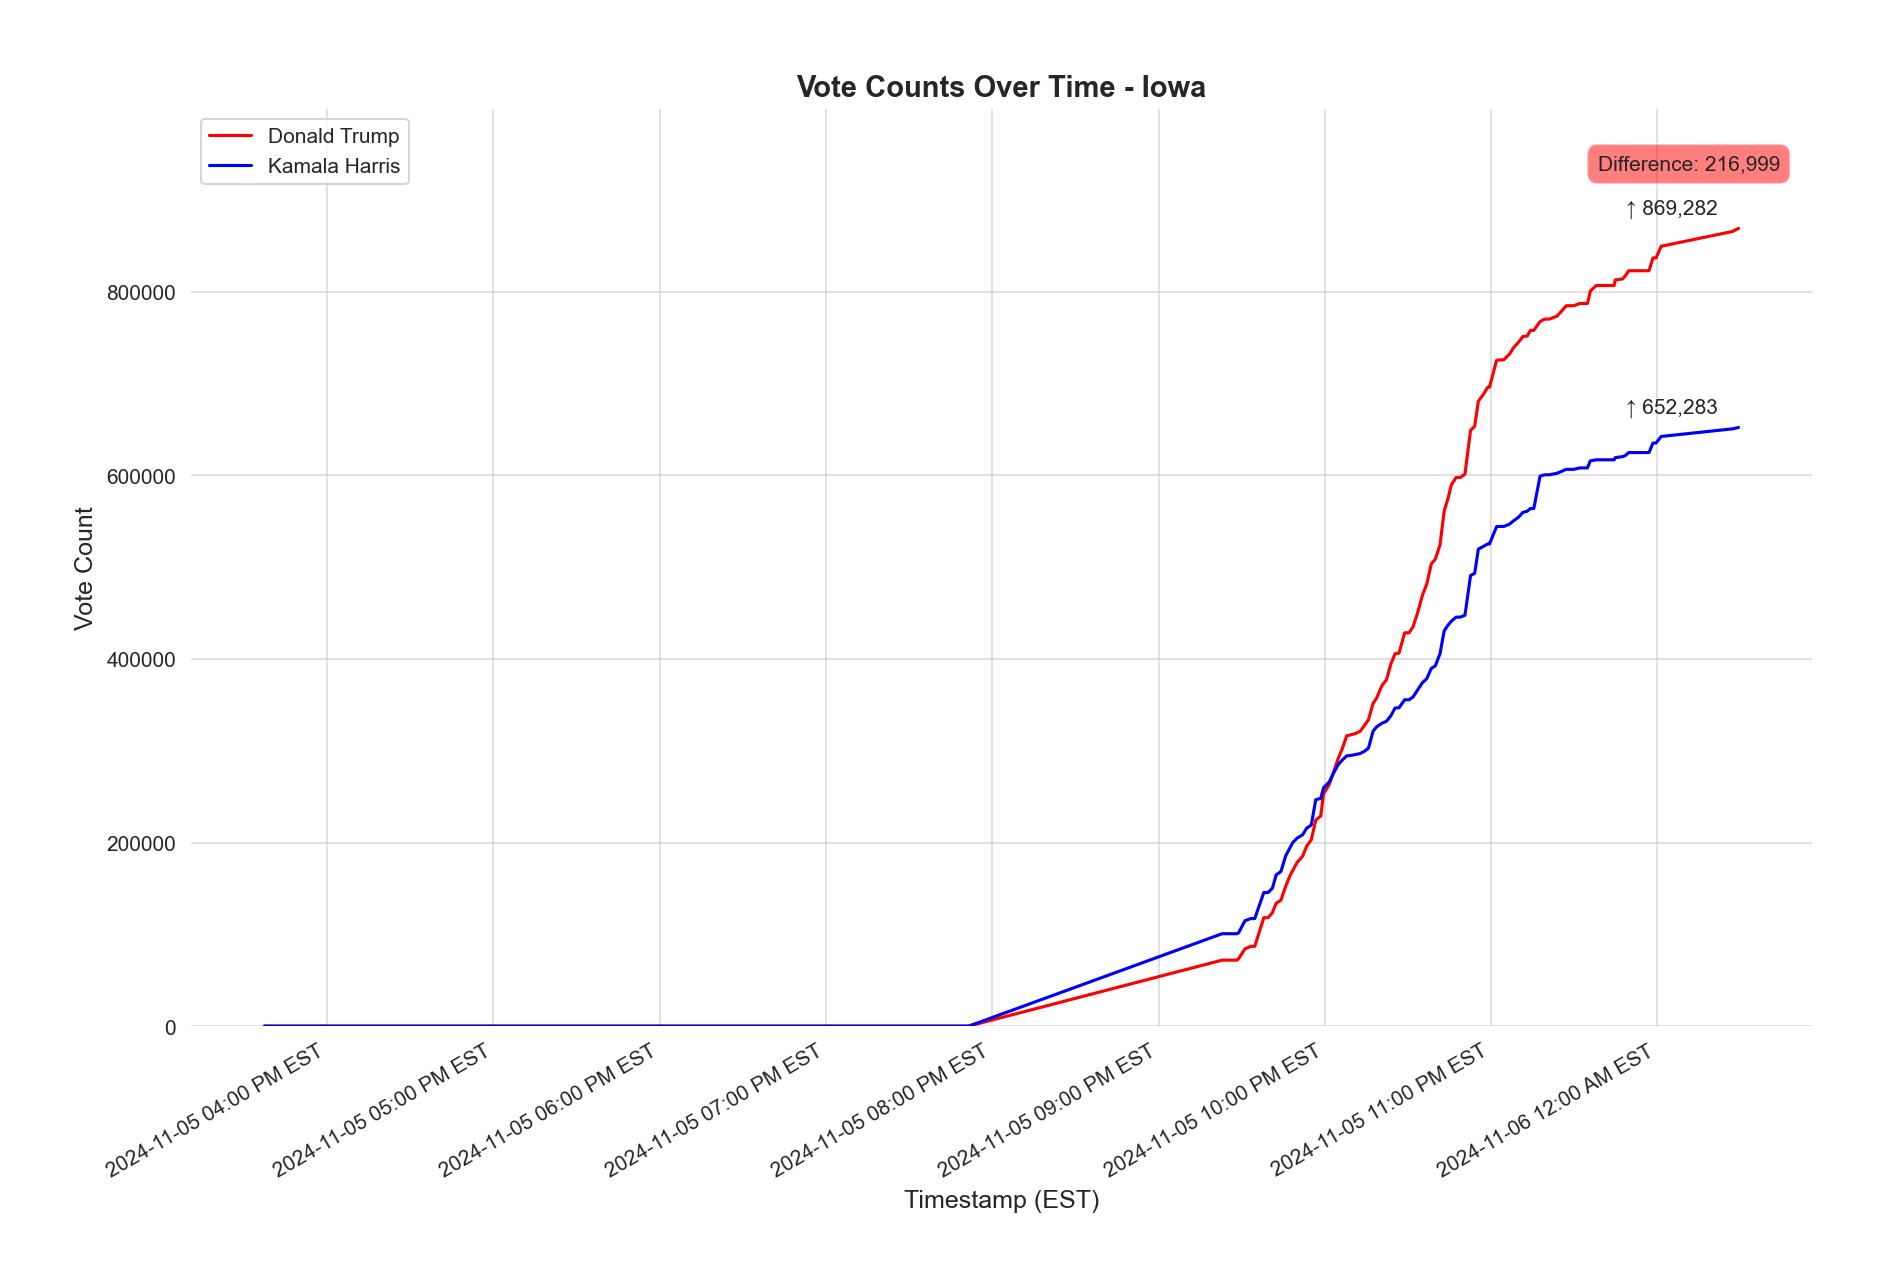 Vote Counts Over Time - Iowa
Donald Trump
Kamala Harris
Difference: 216,999
↑ 869,282
↑ 652,283
Vote Count
800000
600000
400000
200000
0
2024-11-05 04:00 PM EST
2024-11-05 05:00 PM EST
2024-11-05 06:00 PM EST
2024-11-05 07:00 PM EST
2024-11-05 08:00 PM EST
2024-11-05 09:00 PM EST
2024-11-05 10:00 PM EST
2024-11-05 11:00 PM EST
2024-11-06 12:00 AM EST
Timestamp (EST)